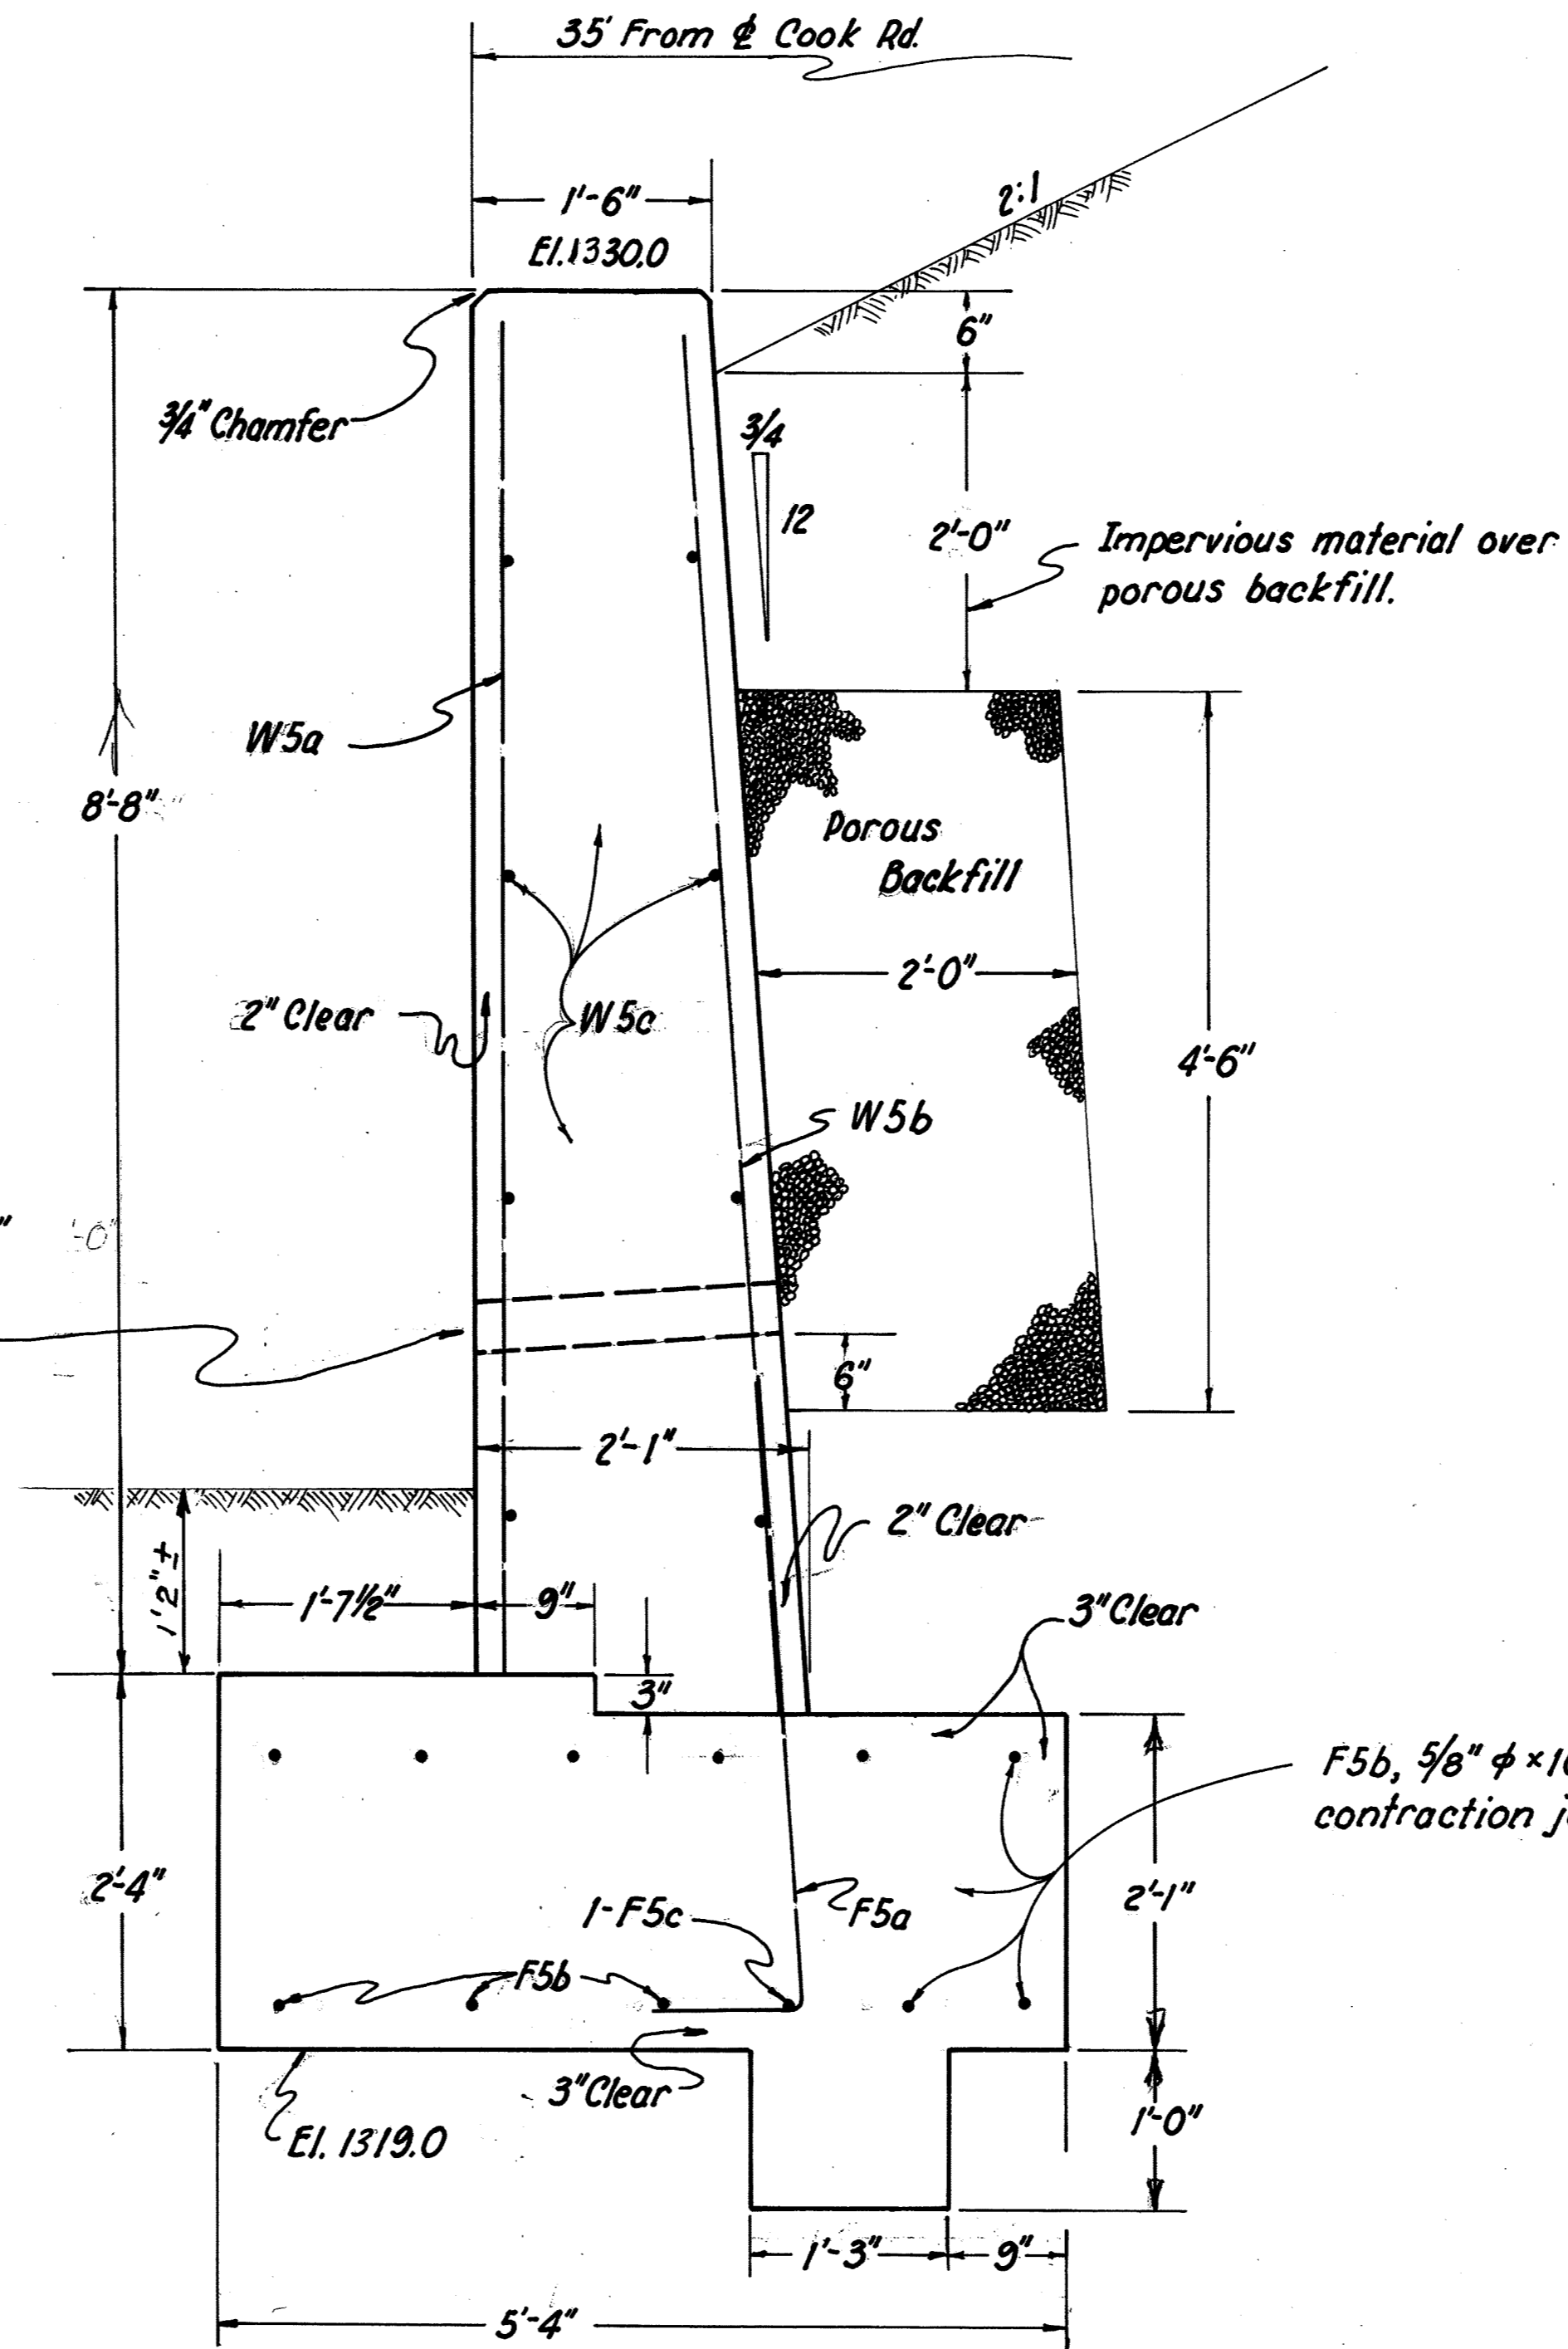 35' From ℄ Cook Rd.
1'-6"
El. 1330.0
2:1
6"
3/4" Chamfer
3/4
12
2'-0"
Impervious material over
porous backfill.
W5a
8'-8"
Porous
Backfill
2'-0"
2" Clear
W5c
4'-6"
W5b
"
'-0"
6"
2'-1"
2" Clear
1'2"±
1'-7½"
9"
3" Clear
3"
F5b, 5/8" ϕ ×
contraction
2'-4"
2'-1"
1-F5c
F5a
F5b
3" Clear
1'-0"
El. 1319.0
1'-3"
9"
5'-4"